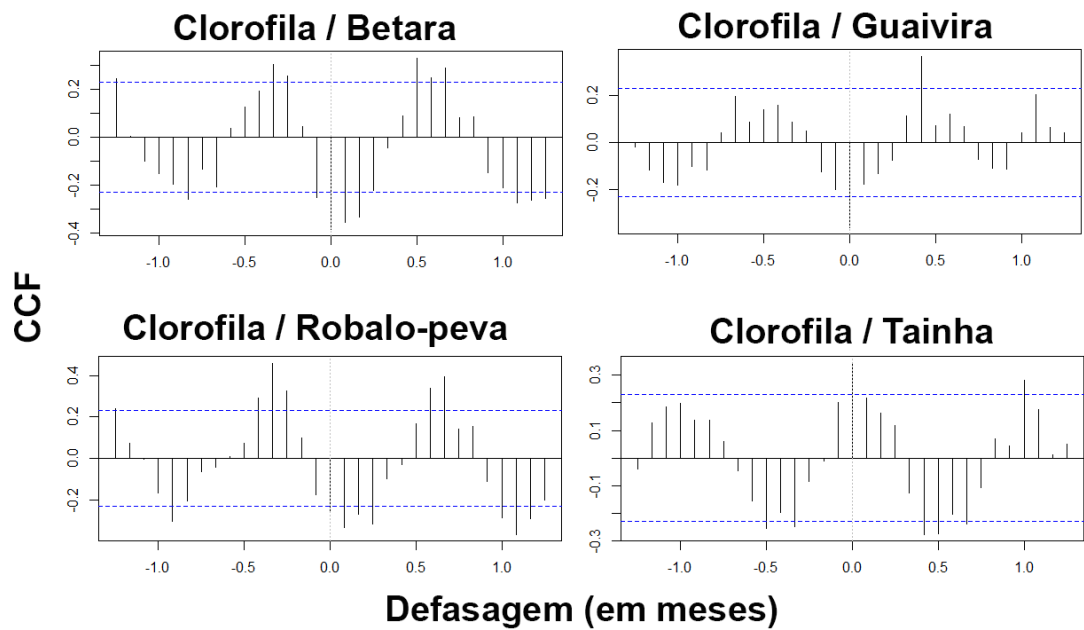 Clorofila / Betara
0.2
0.0
-0.2
-0.4
-1.0 -0.5 0.0 0.5 1.0
Clorofila / Guaivira
0.2
0.0
-0.2
-1.0 -0.5 0.0 0.5 1.0
CCF
Clorofila / Robalo-peva
0.4
0.2
0.0
-0.2
-1.0 -0.5 0.0 0.5 1.0
Clorofila / Tainha
0.3
0.1
-0.1
-0.3
-1.0 -0.5 0.0 0.5 1.0
Defasagem (em meses)